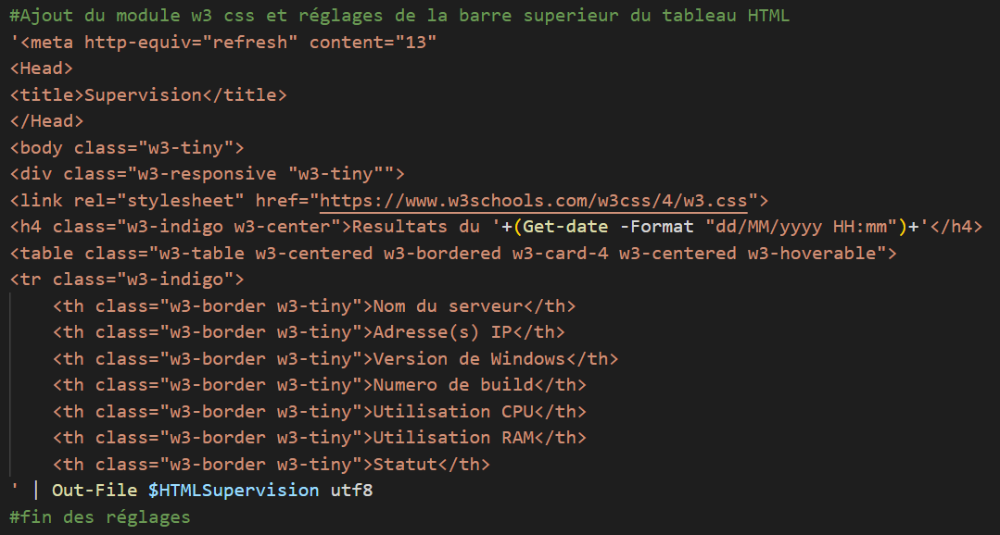 #Ajout du module w3 css et réglages de la barre superieur du tableau HTML
'<meta http-equiv="refresh" content="13"
<Head>
<title>Supervision</title>
</Head>
<body class="w3-tiny">
<div class="w3-responsive "w3-tiny"">
<link rel="stylesheet" href="https://www.w3schools.com/w3css/4/w3.css">
<h4 class="w3-indigo w3-center">Resultats du '+(Get-date -Format "dd/MM/yyyy HH:mm")+'</h4>
<table class="w3-table w3-centered w3-bordered w3-card-4 w3-centered w3-hoverable">
<tr class="w3-indigo">
    <th class="w3-border w3-tiny">Nom du serveur</th>
    <th class="w3-border w3-tiny">Adresse(s) IP</th>
    <th class="w3-border w3-tiny">Version de Windows</th>
    <th class="w3-border w3-tiny">Numero de build</th>
    <th class="w3-border w3-tiny">Utilisation CPU</th>
    <th class="w3-border w3-tiny">Utilisation RAM</th>
    <th class="w3-border w3-tiny">Statut</th>
' | Out-File $HTMLSupervision utf8
#fin des réglages